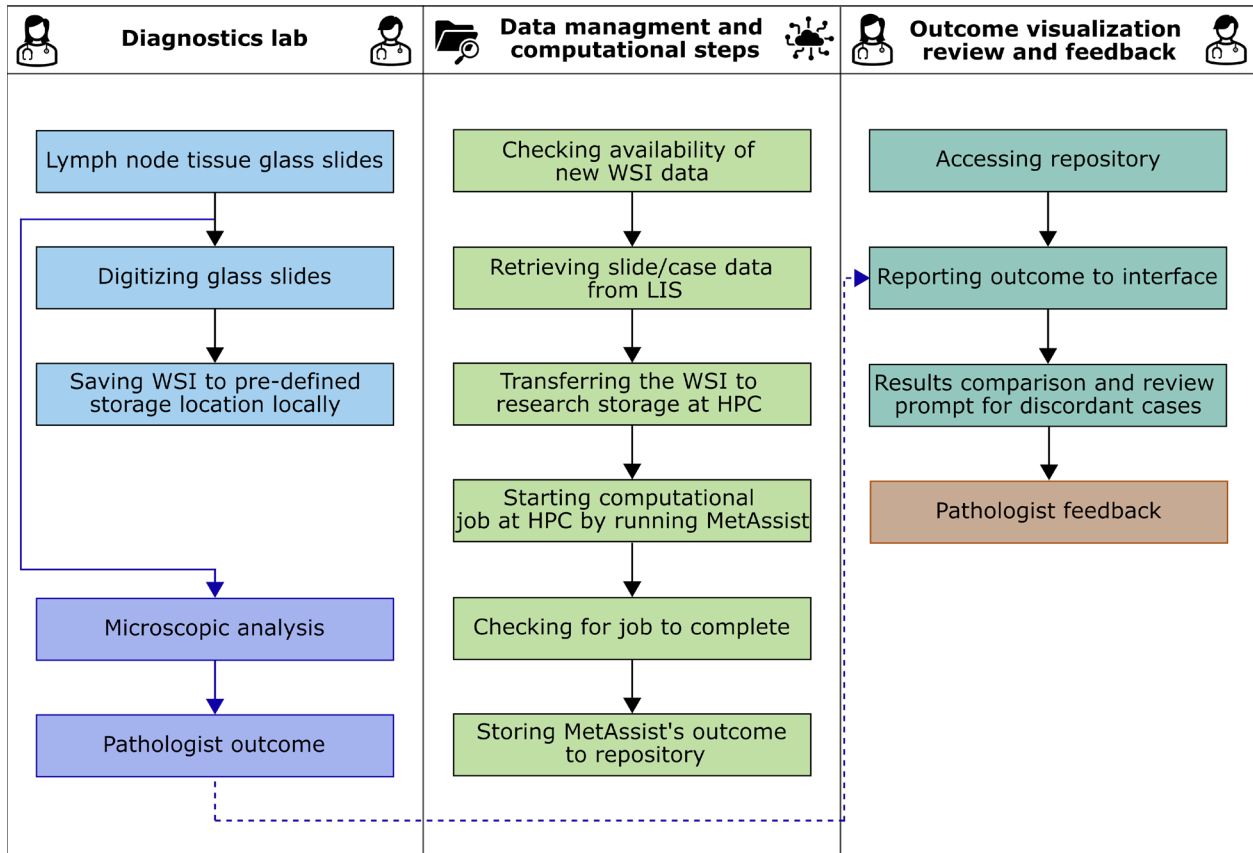 Diagnostics lab
Data managment and
computational steps
Outcome visualization
review and feedback
Lymph node tissue glass slides
Digitizing glass slides
Saving WSI to pre-defined
storage location locally
Microscopic analysis
Pathologist outcome
Checking availability of
new WSI data
Retrieving slide/case data
from LIS
Transferring the WSI to
research storage at HPC
Starting computational
job at HPC by running MetAssist
Checking for job to complete
Storing MetAssist's outcome
to repository
Accessing repository
Reporting outcome to interface
Results comparison and review
prompt for discordant cases
Pathologist feedback